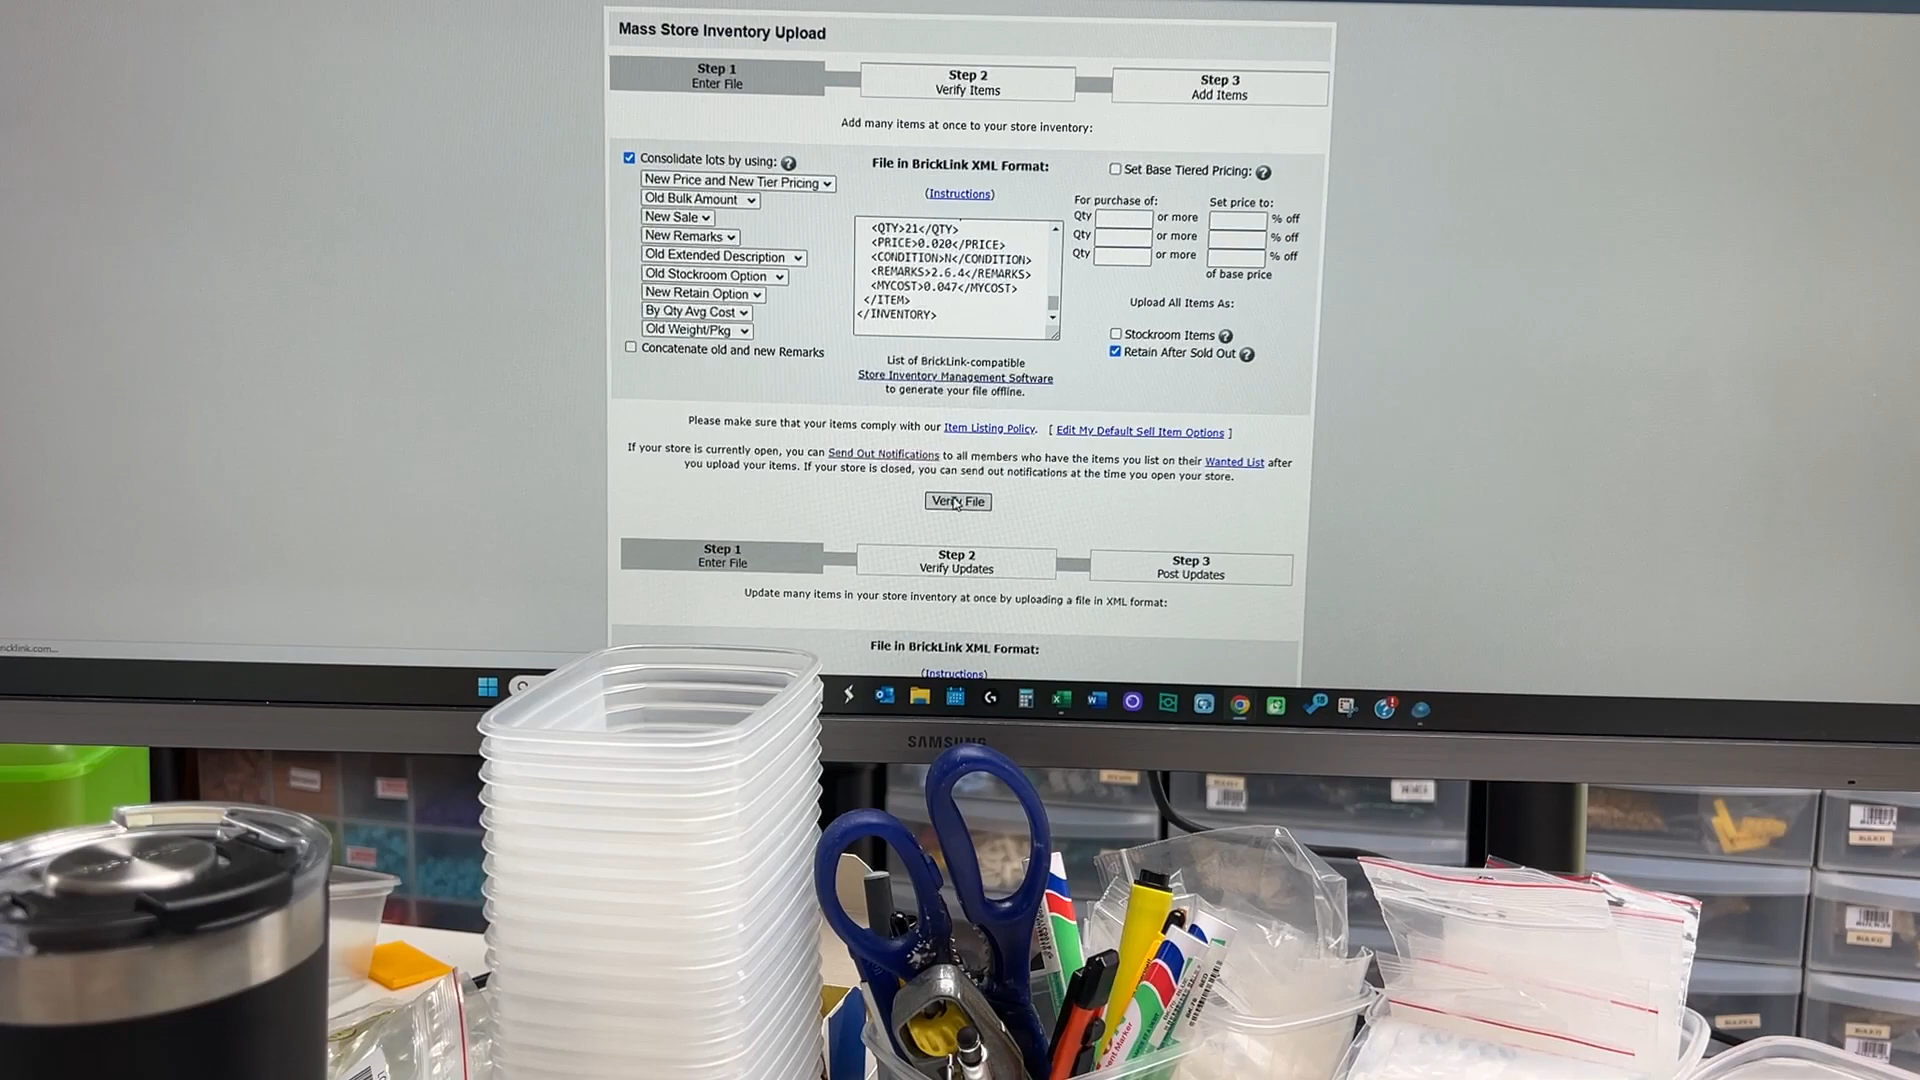 Mass Store Inventory Upload
Step 1
Enter File
Step 2
Verify Items
Step 3
Add Items
Add many items at once to your store inventory:
Consolidate lots by using: ?
New Price and New Tier Pricing
Old Bulk Amount
New Sale
New Remarks
Old Extended Description
Old Stockroom Option
New Retain Option
By Qty Avg Cost
Old Weight/Pkg
Concatenate old and new Remarks
File in BrickLink XML Format:
(Instructions)
<QTY>21</QTY>
<PRICE>0.020</PRICE>
<CONDITION>N</CONDITION>
<REMARKS>2.6.4</REMARKS>
<MYCOST>0.047</MYCOST>
</ITEM>
</INVENTORY>
List of BrickLink-compatible
Store Inventory Management Software
to generate your file offline.
Set Base Tiered Pricing: ?
For purchase of: Set price to:
Qty or more % off
Qty or more % off
Qty or more % off
of base price
Upload All Items As:
Stockroom Items ?
Retain After Sold Out ?
Please make sure that your items comply with our Item Listing Policy. [ Edit My Default Sell Item Options ]
If your store is currently open, you can Send Out Notifications to all members who have the items you list on their Wanted List after
you upload your items. If your store is closed, you can send out notifications at the time you open your store.
Verify File
Step 1
Enter File
Step 2
Verify Updates
Step 3
Post Updates
Update many items in your store inventory at once by uploading a file in XML format:
File in BrickLink XML Format:
(Instructions)
ricklink.com...
SAMSUNG